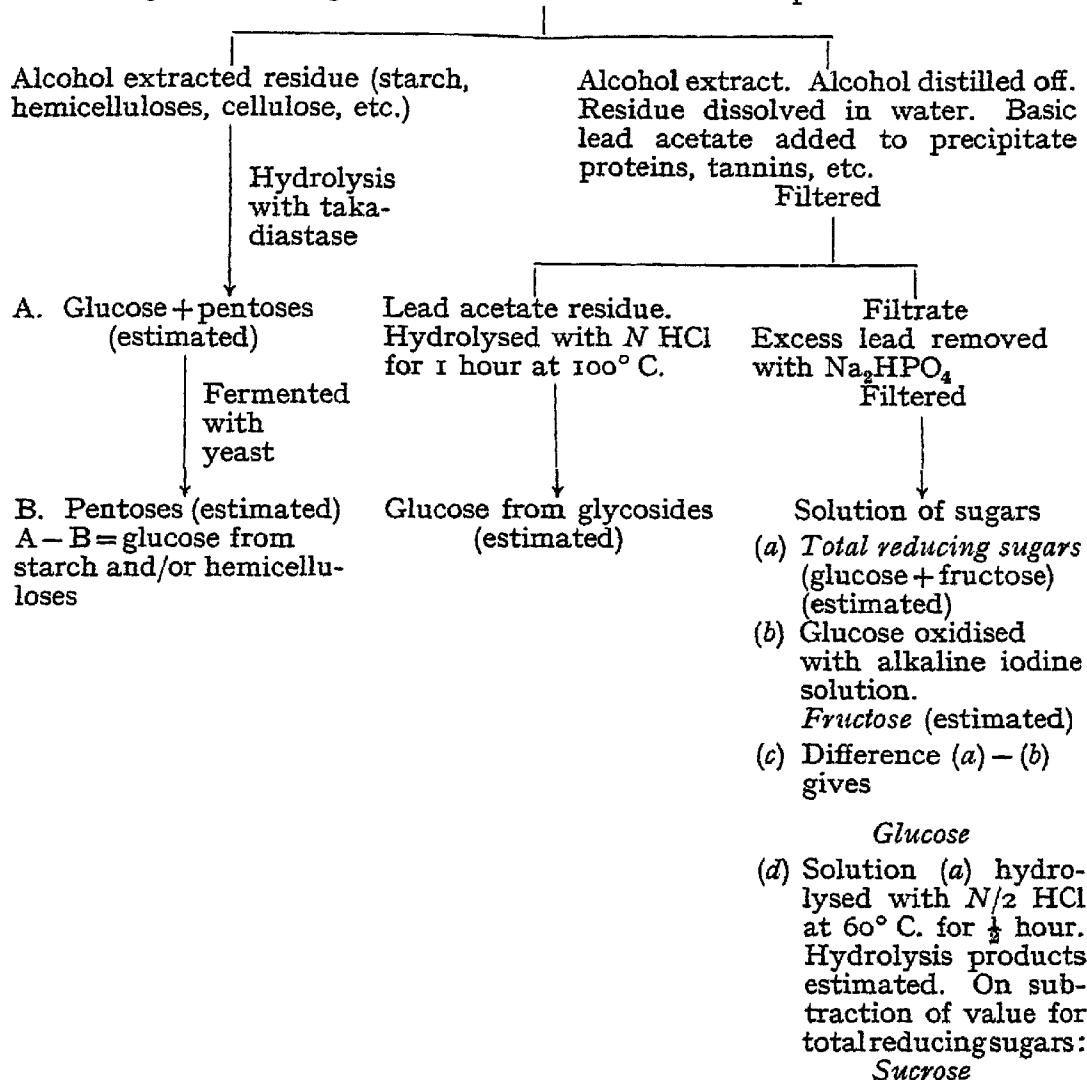 Alcohol extracted residue (starch,
hemicelluloses, cellulose, etc.)
Hydrolysis
with taka-
diastase
A. Glucose+pentoses
(estimated)
Fermented
with
yeast
B. Pentoses (estimated)
A−B=glucose from
starch and/or hemicellu-
loses
Alcohol extract. Alcohol distilled off.
Residue dissolved in water. Basic
lead acetate added to precipitate
proteins, tannins, etc.
Filtered
Lead acetate residue.
Hydrolysed with N HCl
for 1 hour at 100° C.
Glucose from glycosides
(estimated)
Filtrate
Excess lead removed
with Na₂HPO₄
Filtered
Solution of sugars
(a) Total reducing sugars
(glucose+fructose)
(estimated)
(b) Glucose oxidised
with alkaline iodine
solution.
Fructose (estimated)
(c) Difference (a)−(b)
gives
Glucose
(d) Solution (a) hydro-
lysed with N/2 HCl
at 60° C. for ½ hour.
Hydrolysis products
estimated. On sub-
traction of value for
total reducing sugars:
Sucrose